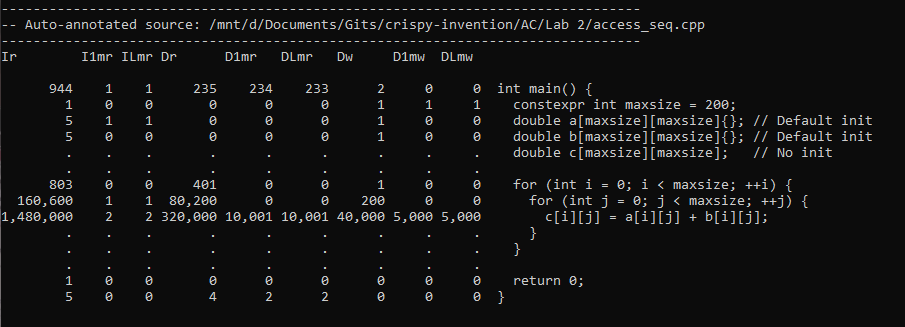 --------------------------------------------------------------------------------
-- Auto-annotated source: /mnt/d/Documents/Gits/crispy-invention/AC/Lab 2/access_seq.cpp
--------------------------------------------------------------------------------
Ir I1mr ILmr Dr D1mr DLmr Dw D1mw DLmw
944 1 1 235 234 233 2 0 0 int main() {
1 0 0 0 0 0 1 1 1 constexpr int maxsize = 200;
5 1 1 0 0 0 1 0 0 double a[maxsize][maxsize]{}; // Default init
5 0 0 0 0 0 1 0 0 double b[maxsize][maxsize]{}; // Default init
. . . . . . . . . double c[maxsize][maxsize]; // No init
. . . . . . . . .
803 0 0 401 0 0 1 0 0 for (int i = 0; i < maxsize; ++i) {
160,600 1 1 80,200 0 0 200 0 0 for (int j = 0; j < maxsize; ++j) {
1,480,000 2 2 320,000 10,001 10,001 40,000 5,000 5,000 c[i][j] = a[i][j] + b[i][j];
. . . . . . . . . }
. . . . . . . . . }
. . . . . . . . .
1 0 0 0 0 0 0 0 0 return 0;
5 0 0 4 2 2 0 0 0 }